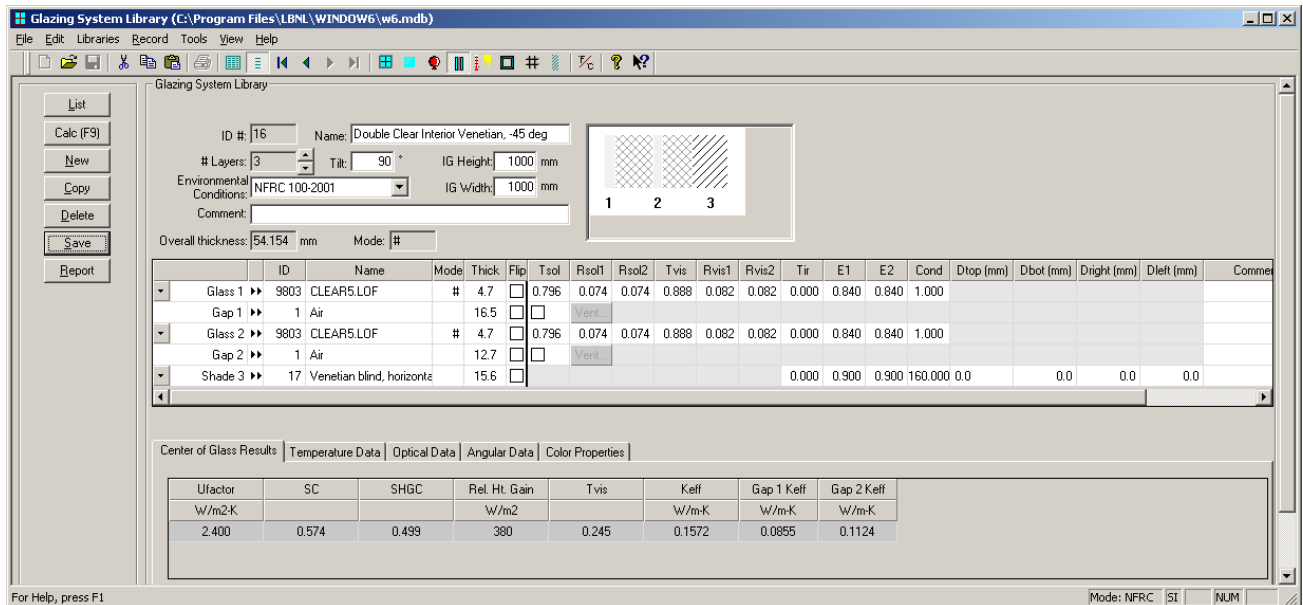 Glazing System Library (C:\Program Files\LBNL\WINDOW6\w6.mdb)
File Edit Libraries Record Tools View Help
Glazing System Library
List
Calc (F9)
New
Copy
Delete
Save
Report
ID #: 16 Name: Double Clear Interior Venetian, -45 deg
# Layers: 3 Tilt: 90 ° IG Height: 1000 mm
Environmental Conditions: NFRC 100-2001 IG Width: 1000 mm
Comment:
Overall thickness: 54.154 mm Mode: #
1 2 3
ID Name Mode Thick Flip Tsol Rsol1 Rsol2 Tvis Rvis1 Rvis2 Tir E1 E2 Cond Dtop (mm) Dbot (mm) Dright (mm) Dleft (mm) Comme
Glass 1 9803 CLEAR5.LOF # 4.7 0.796 0.074 0.074 0.888 0.082 0.082 0.000 0.840 0.840 1.000
Gap 1 1 Air 16.5 Vent...
Glass 2 9803 CLEAR5.LOF # 4.7 0.796 0.074 0.074 0.888 0.082 0.082 0.000 0.840 0.840 1.000
Gap 2 1 Air 12.7 Vent...
Shade 3 17 Venetian blind, horizonta 15.6 0.000 0.900 0.900 160.000 0.0 0.0 0.0 0.0
Center of Glass Results Temperature Data Optical Data Angular Data Color Properties
Ufactor SC SHGC Rel. Ht. Gain Tvis Keff Gap 1 Keff Gap 2 Keff
W/m2-K W/m2 W/m-K W/m-K W/m-K
2.400 0.574 0.499 380 0.245 0.1572 0.0855 0.1124
For Help, press F1 Mode: NFRC SI NUM